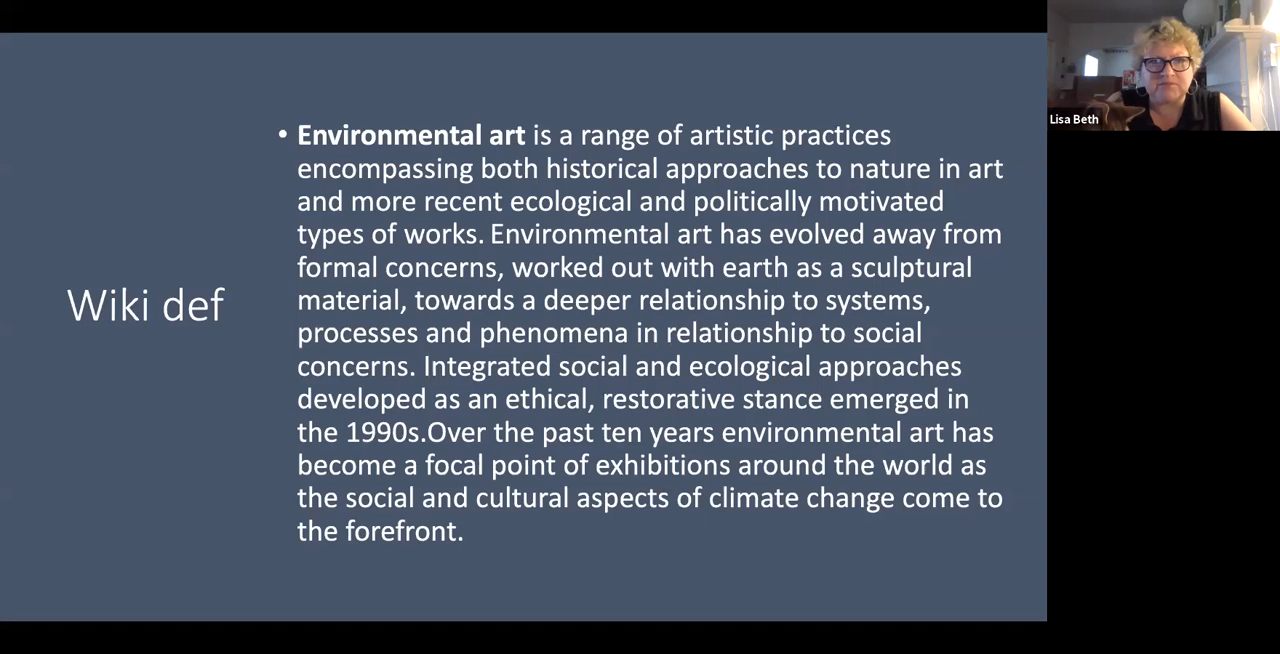 Wiki def
• Environmental art is a range of artistic practices
encompassing both historical approaches to nature in art
and more recent ecological and politically motivated
types of works. Environmental art has evolved away from
formal concerns, worked out with earth as a sculptural
material, towards a deeper relationship to systems,
processes and phenomena in relationship to social
concerns. Integrated social and ecological approaches
developed as an ethical, restorative stance emerged in
the 1990s.Over the past ten years environmental art has
become a focal point of exhibitions around the world as
the social and cultural aspects of climate change come to
the forefront.
Lisa Beth